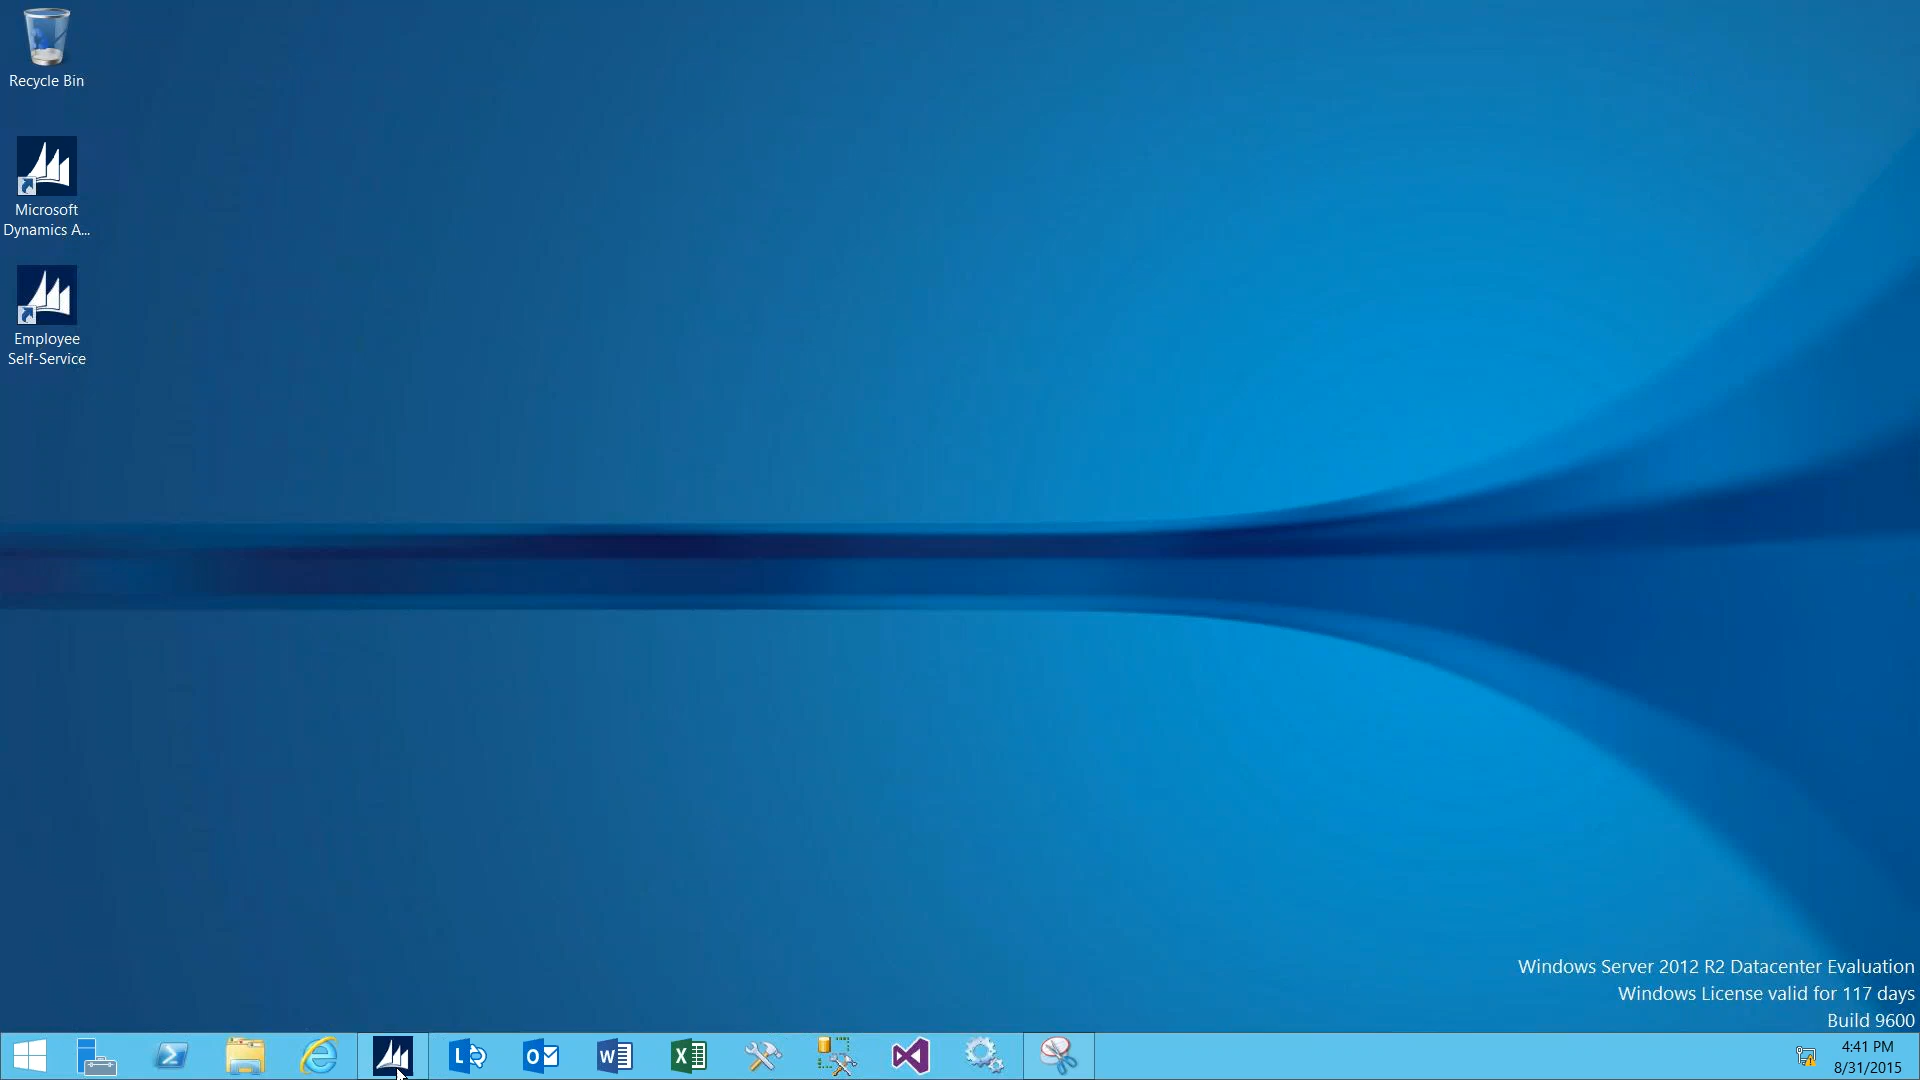 Recycle Bin
Microsoft
Dynamics A...
Employee
Self-Service
Windows Server 2012 R2 Datacenter Evaluation
Windows License valid for 117 days
Build 9600
4:41 PM
8/31/2015